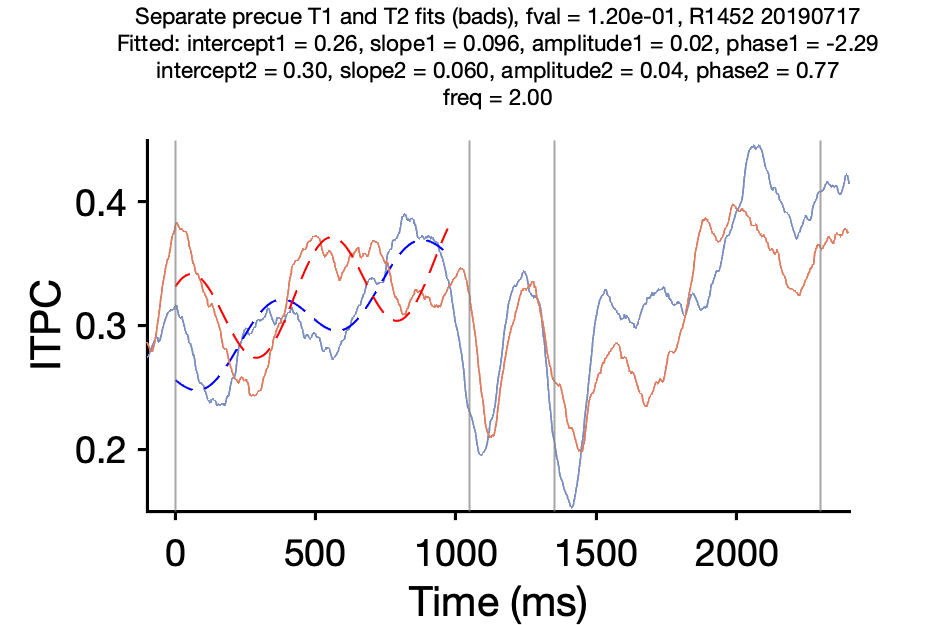 Separate precue T1 and T2 fits (bads), fval = 1.20e-01, R1452 20190717
Fitted: intercept1 = 0.26, slope1 = 0.096, amplitude1 = 0.02, phase1 = -2.29
intercept2 = 0.30, slope2 = 0.060, amplitude2 = 0.04, phase2 = 0.77
freq = 2.00
0.4
0.3
0.2
ITPC
0 500 1000 1500 2000
Time (ms)